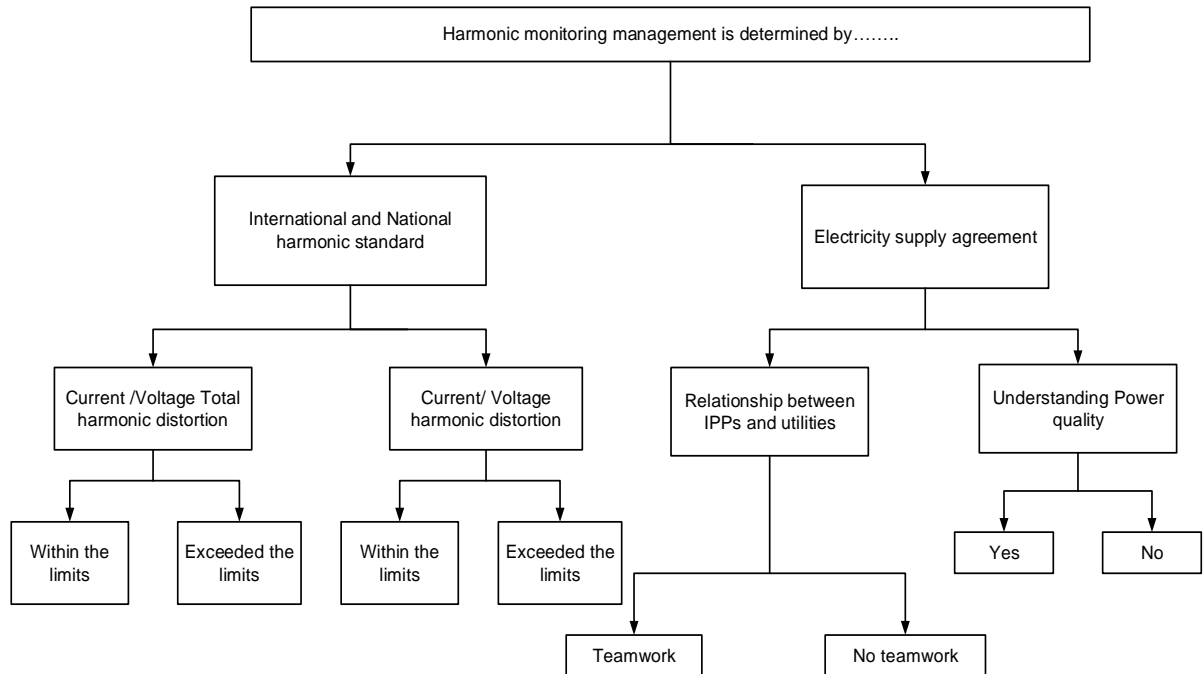 Harmonic monitoring management is determined by……..
International and National
harmonic standard
Electricity supply agreement
Current /Voltage Total
harmonic distortion
Current/ Voltage
harmonic distortion
Relationship between
IPPs and utilities
Understanding Power
quality
Within the
limits
Exceeded the
limits
Within the
limits
Exceeded the
limits
Yes
No
Teamwork
No teamwork